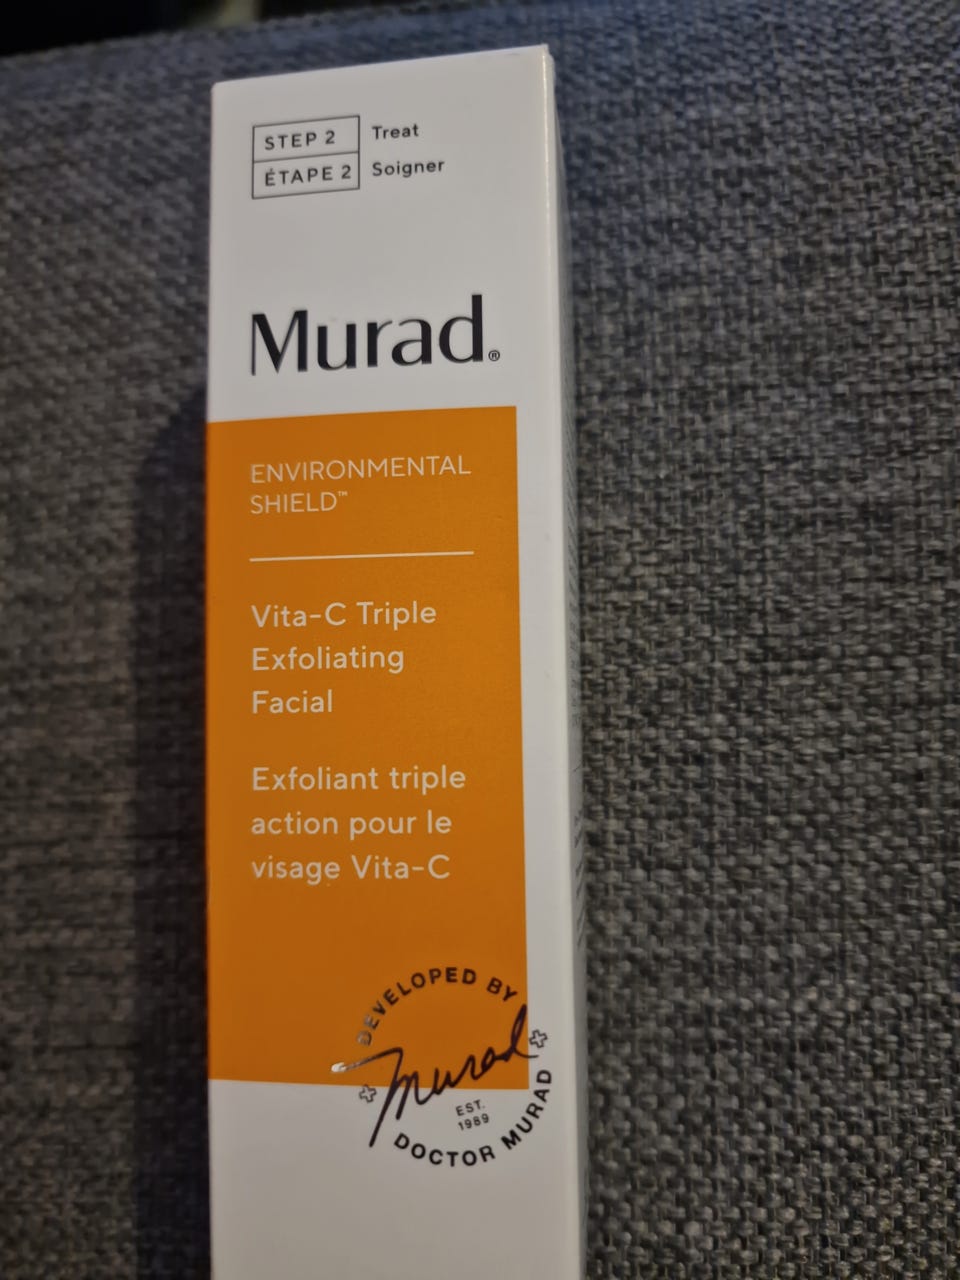 STEP 2 Treat
ÉTAPE 2 Soigner
Murad®
ENVIRONMENTAL
SHIELD™
Vita-C Triple
Exfoliating
Facial
Exfoliant triple
action pour le
visage Vita-C
DEVELOPED BY
Murad
EST.
1989
DOCTOR MURAD